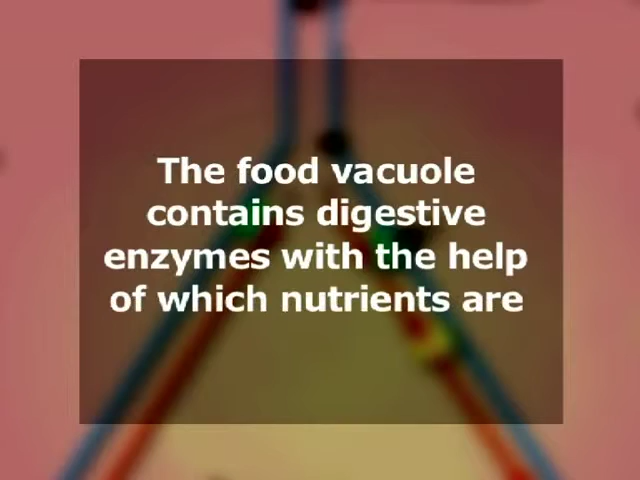 The food vacuole
contains digestive
enzymes with the help
of which nutrients are